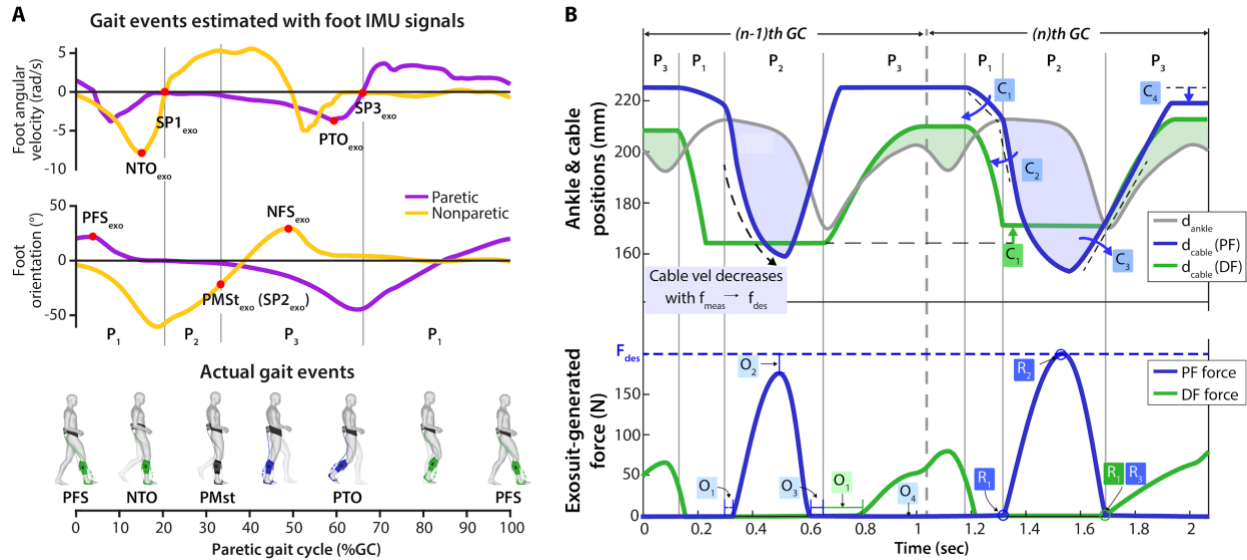 A
Gait events estimated with foot IMU signals
Foot angular
velocity (rad/s)
5
0
-5
-10
SP1exo
NTOexo
PTOexo
SP3exo
Foot
orientation (°)
50
0
-50
PFSexo
NFSexo
PMStexo (SP2exo)
Paretic
Nonparetic
P1
P2
P3
P1
Actual gait events
PFS
NTO
PMst
PTO
PFS
0 20 40 60 80 100
Paretic gait cycle (%GC)
B
(n-1)th GC
(n)th GC
P3 P1 P2 P3 P1 P2 P3
Ankle & cable
positions (mm)
220
200
180
160
C1
C2
C3
C4
C1
Cable vel decreases
with fmeas → fdes
dankle
dcable (PF)
dcable (DF)
Exosuit-generated
force (N)
Fdes
150
100
50
0
O1
O2
O3
O1
O4
R1
R2
R1 R3
PF force
DF force
0 0.2 0.4 0.6 0.8 1 1.2 1.4 1.6 1.8 2
Time (sec)